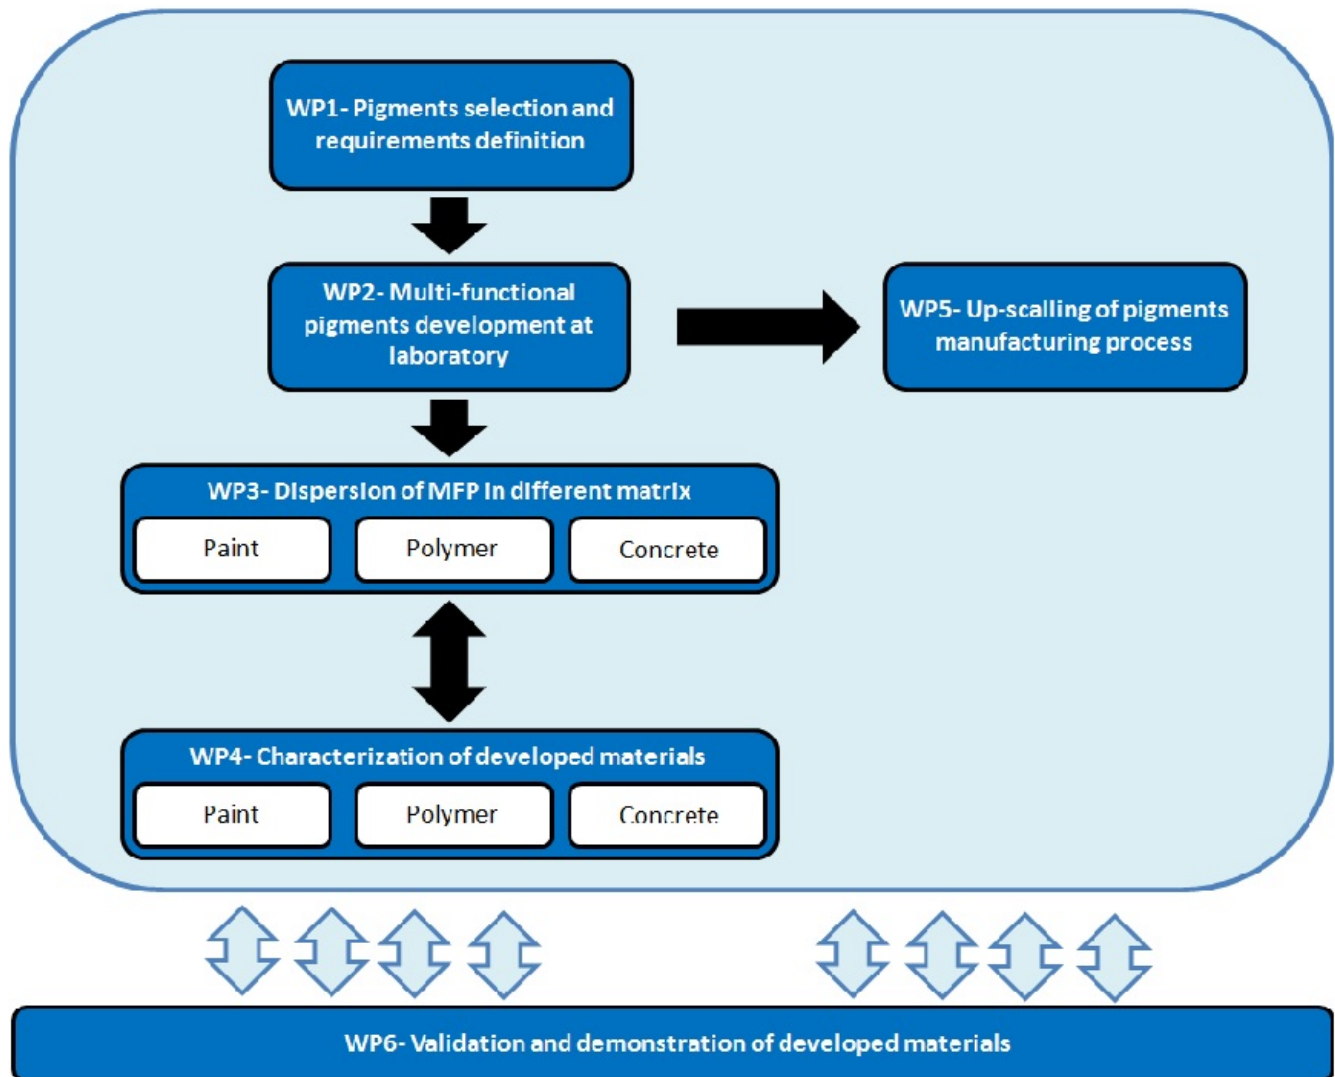 WP1- Pigments selection and
requirements definition
WP2- Multi-functional
pigments development at
laboratory
WP5- Up-scalling of pigments
manufacturing process
WP3- Dispersion of MFP in different matrix
Paint
Polymer
Concrete
WP4- Characterization of developed materials
Paint
Polymer
Concrete
WP6- Validation and demonstration of developed materials